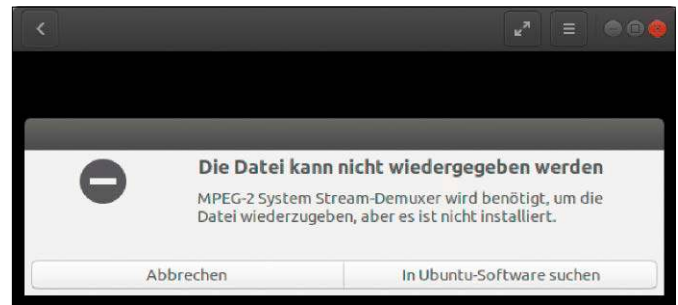 Die Datei kann nicht wiedergegeben werden
MPEG-2 System Stream-Demuxer wird benötigt, um die
Datei wiederzugeben, aber es ist nicht installiert.
Abbrechen
In Ubuntu-Software suchen